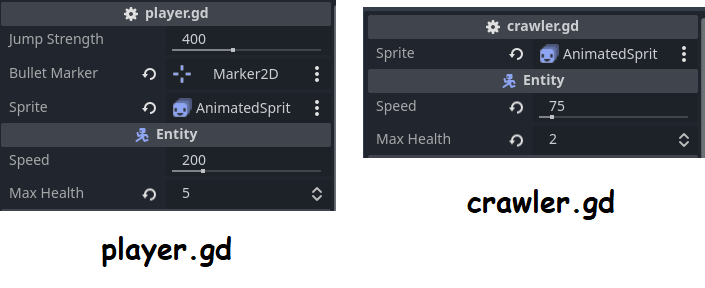 player.gd
Jump Strength 400
Bullet Marker Marker2D
Sprite AnimatedSprit
Entity
Speed 200
Max Health 5
player.gd
crawler.gd
Sprite AnimatedSprit
Entity
Speed 75
Max Health 2
crawler.gd